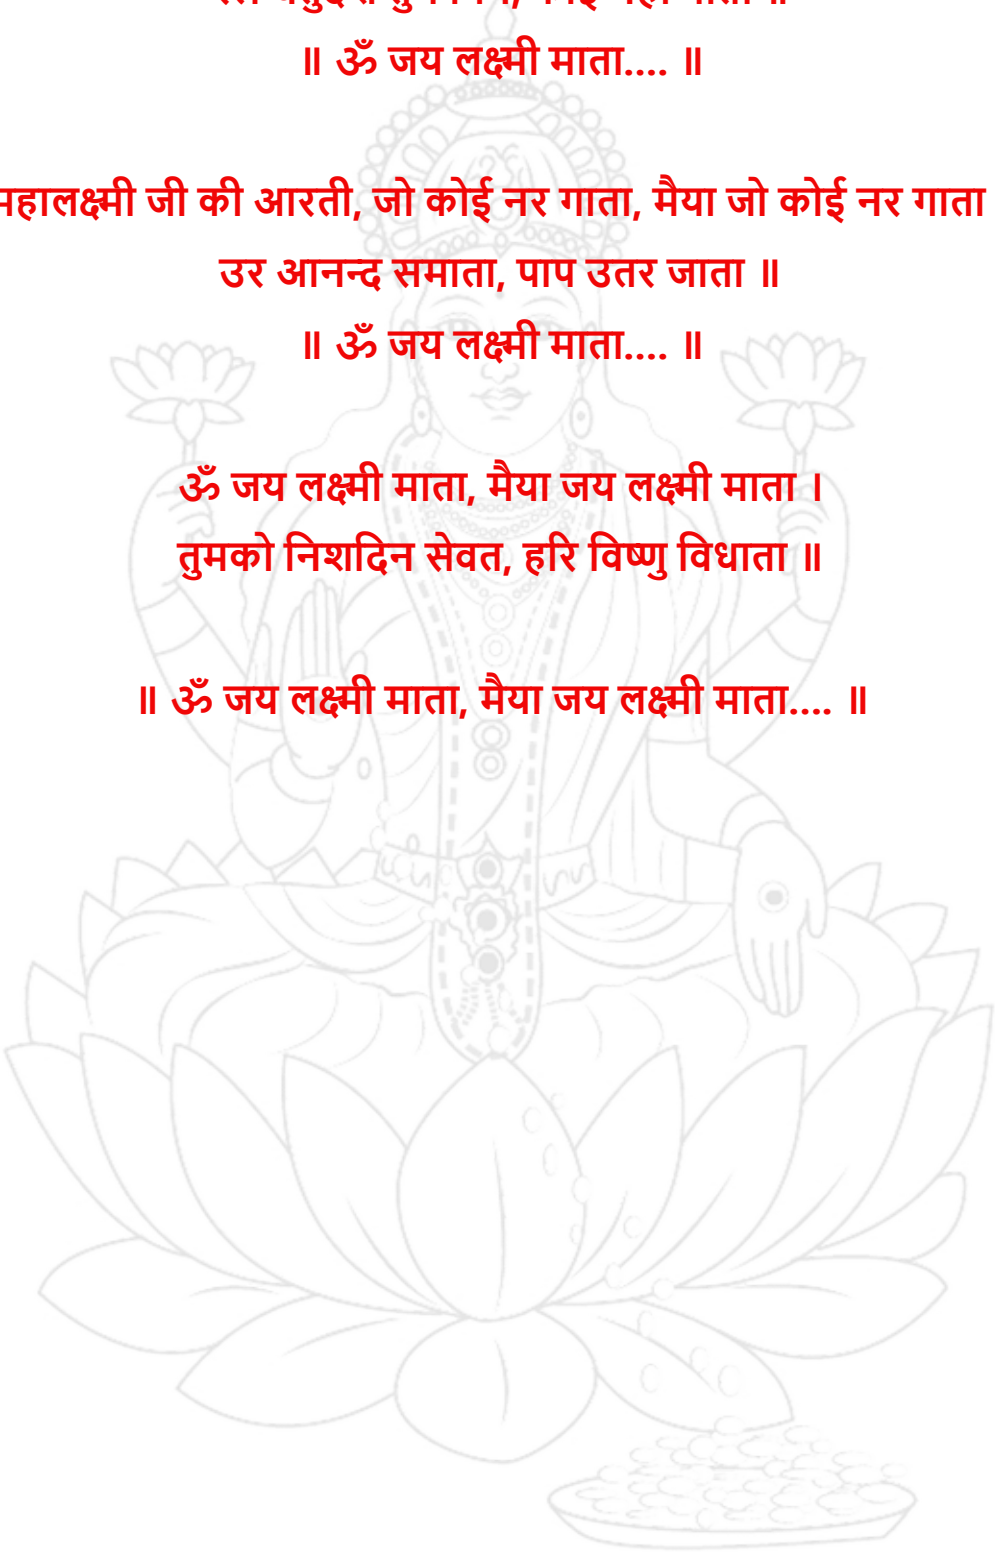 ॥ ॐ जय लक्ष्मी माता.... ॥
महालक्ष्मी जी की आरती, जो कोई नर गाता, मैया जो कोई नर गाता
उर आनन्द समाता, पाप उतर जाता ॥
॥ ॐ जय लक्ष्मी माता.... ॥
ॐ जय लक्ष्मी माता, मैया जय लक्ष्मी माता ।
तुमको निशदिन सेवत, हरि विष्णु विधाता ॥
॥ ॐ जय लक्ष्मी माता, मैया जय लक्ष्मी माता.... ॥